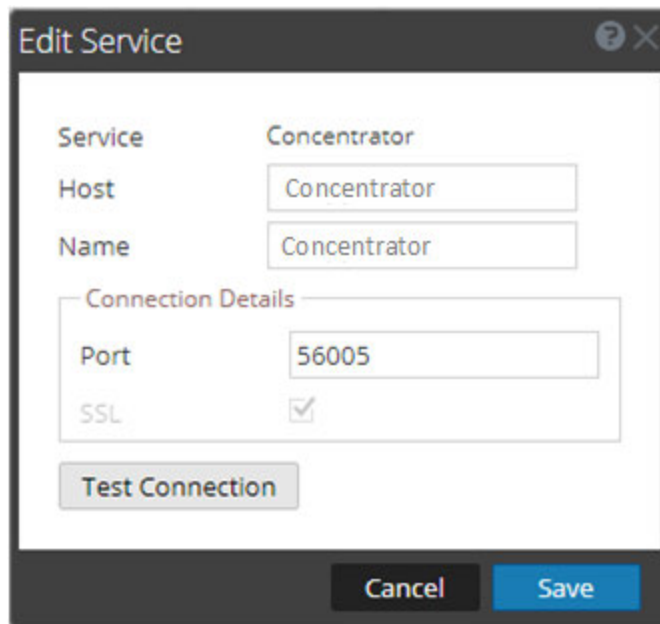 Edit Service
Service Concentrator
Host Concentrator
Name Concentrator
Connection Details
Port 56005
SSL
Test Connection
Cancel Save